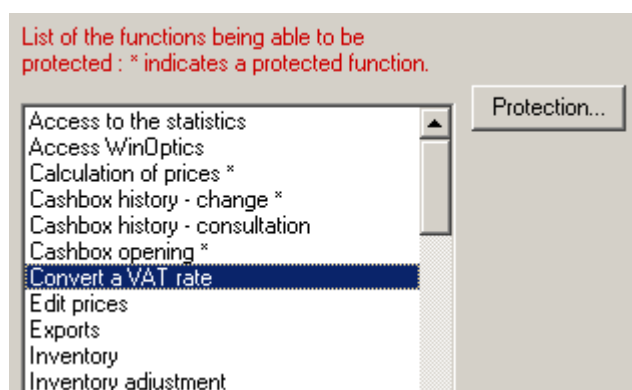 List of the functions being able to be
protected : * indicates a protected function.
Protection...
Access to the statistics
Access WinOptics
Calculation of prices *
Cashbox history - change *
Cashbox history - consultation
Cashbox opening *
Convert a VAT rate
Edit prices
Exports
Inventory
Inventory adjustment